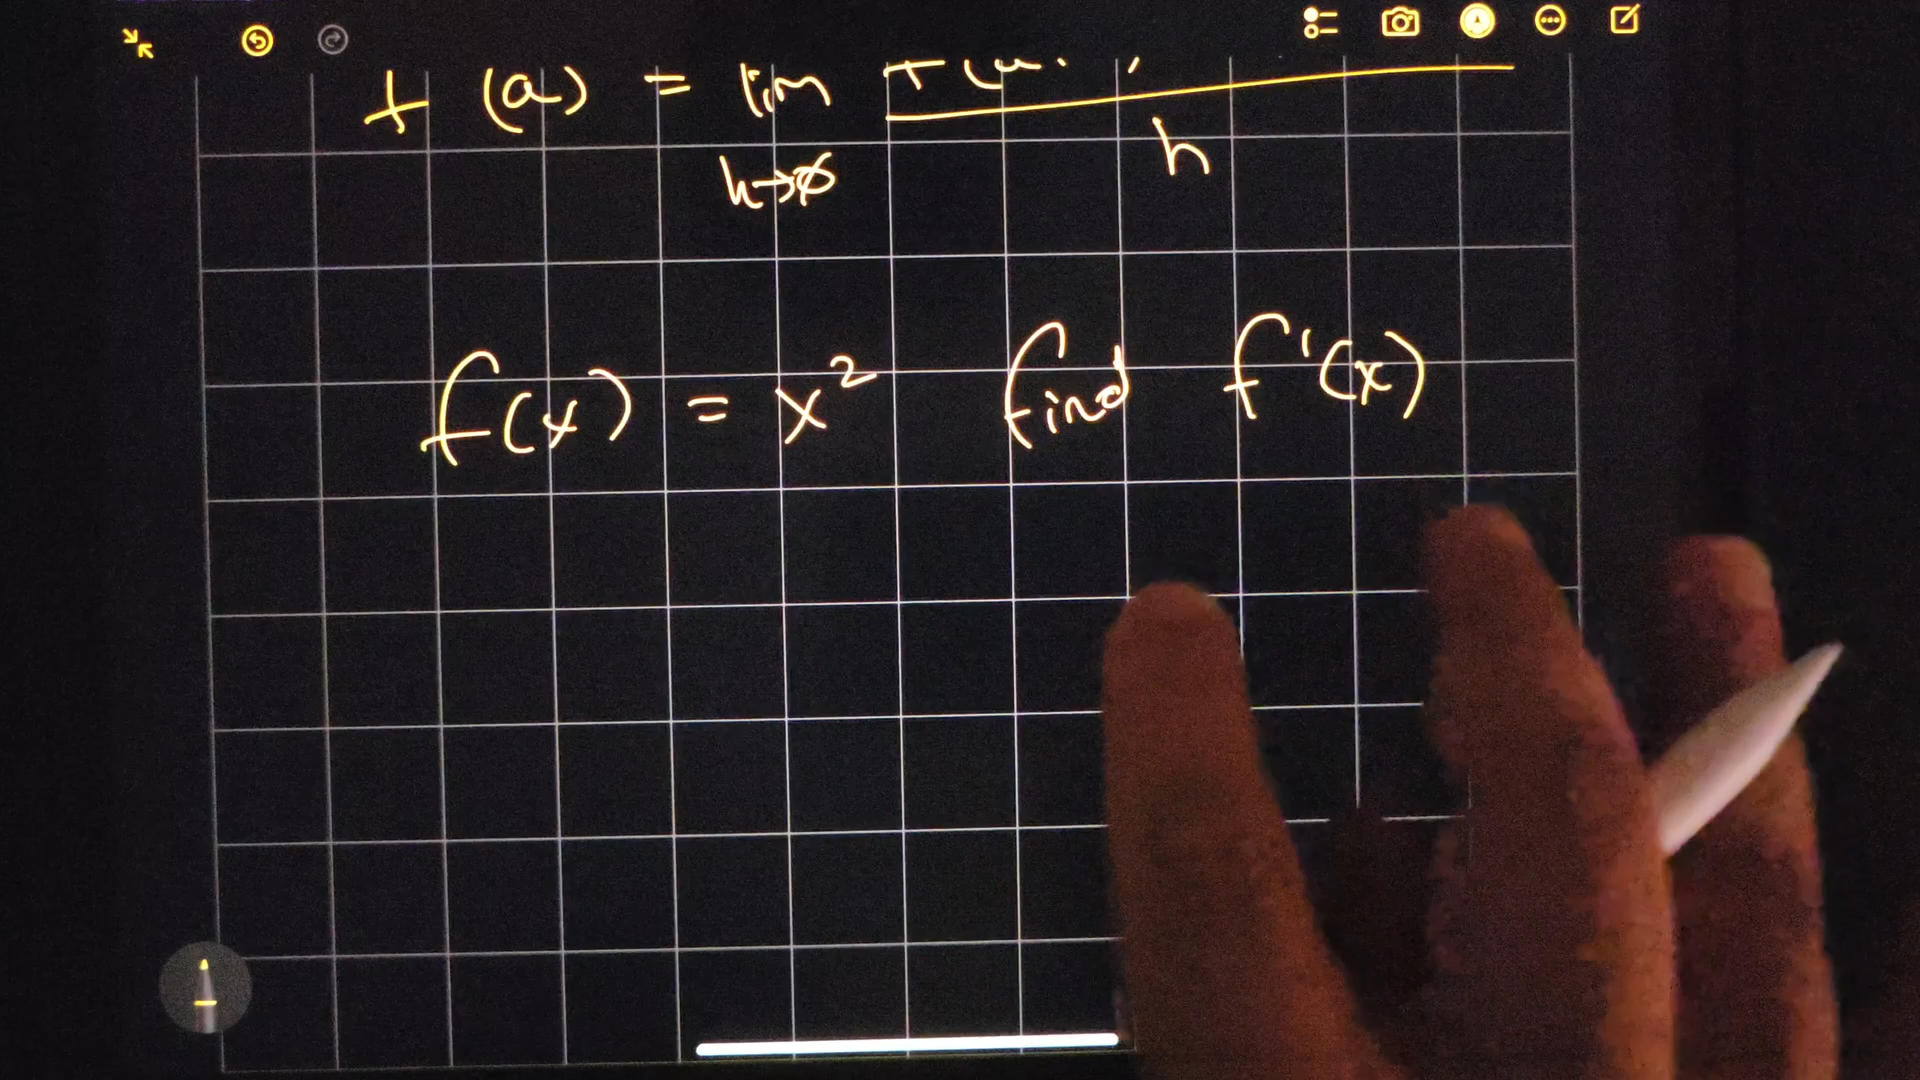 f (a) = lim
h→0 h
f(x) = x² find f'(x)